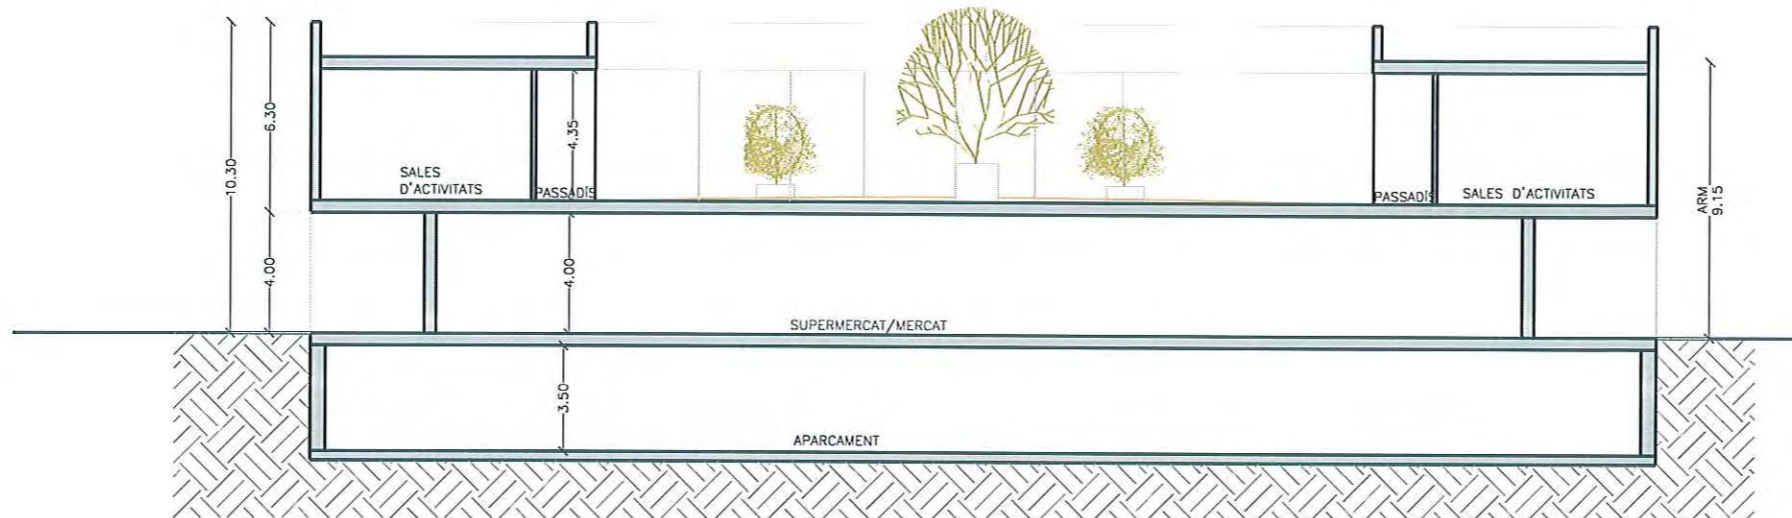 10.30
6.30
4.00
SALES
D'ACTIVITATS
PASSADÍS
4.35
4.00
SUPERMERCAT/MERCAT
3.50
APARCAMENT
PASSADÍS
SALES D'ACTIVITATS
ARM
9.15